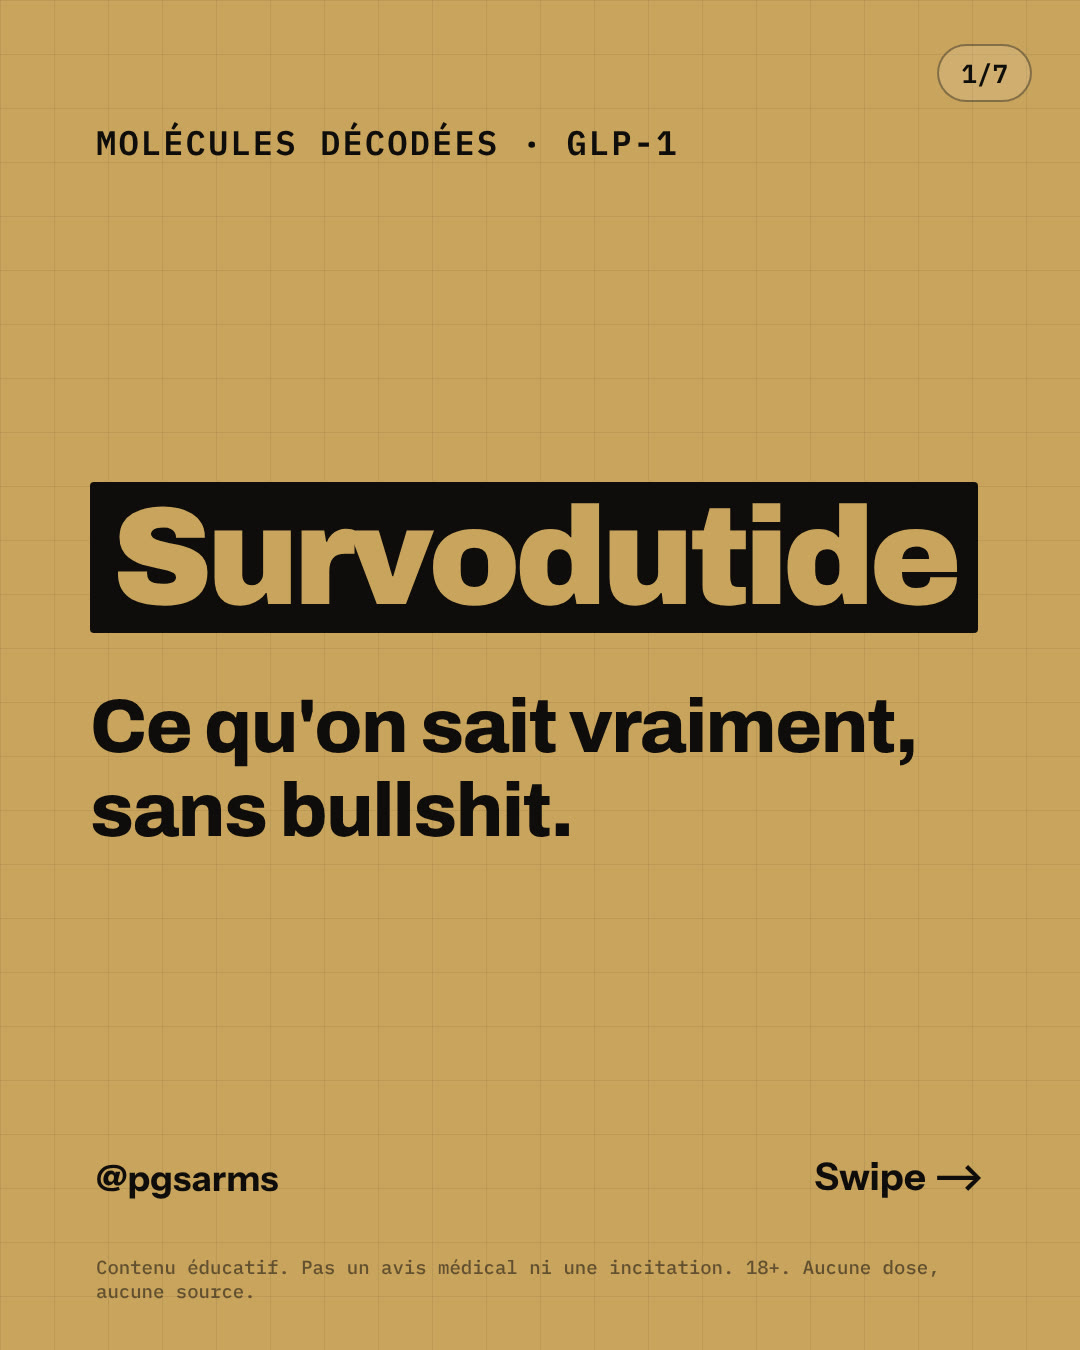 1/7
MOLÉCULES DÉCODÉES · GLP-1
Survodutide
Ce qu'on sait vraiment,
sans bullshit.
@pgsarms
Swipe →
Contenu éducatif. Pas un avis médical ni une incitation. 18+. Aucune dose,
aucune source.